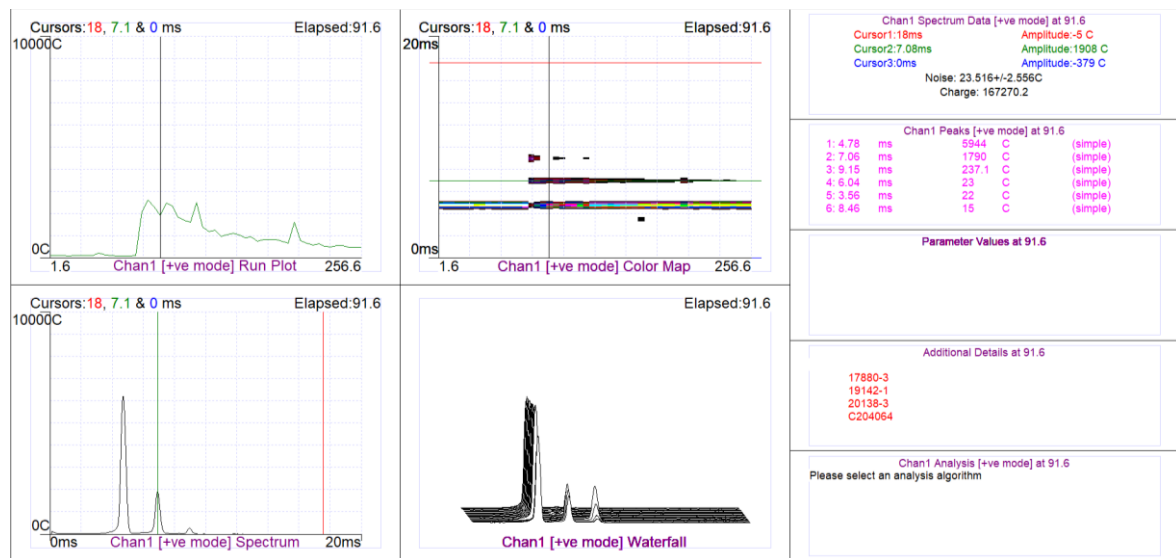 Cursors:18, 7.1 & 0 ms Elapsed:91.6
10000C
0C
1.6 Chan1 [+ve mode] Run Plot 256.6
Cursors:18, 7.1 & 0 ms Elapsed:91.6
20ms
0ms
1.6 Chan1 [+ve mode] Color Map 256.6
Chan1 Spectrum Data [+ve mode] at 91.6
Cursor1:18ms Amplitude:-5 C
Cursor2:7.08ms Amplitude:1908 C
Cursor3:0ms Amplitude:-379 C
Noise: 23.516+/-2.556C
Charge: 167270.2
Chan1 Peaks [+ve mode] at 91.6
1: 4.78 ms 5944 C (simple)
2: 7.06 ms 1790 C (simple)
3: 9.15 ms 237.1 C (simple)
4: 6.04 ms 23 C (simple)
5: 3.56 ms 22 C (simple)
6: 8.46 ms 15 C (simple)
Parameter Values at 91.6
Cursors:18, 7.1 & 0 ms Elapsed:91.6
10000C
0C
0ms Chan1 [+ve mode] Spectrum 20ms
Elapsed:91.6
Chan1 [+ve mode] Waterfall
Additional Details at 91.6
17880-3
19142-1
20138-3
C204064
Chan1 Analysis [+ve mode] at 91.6
Please select an analysis algorithm